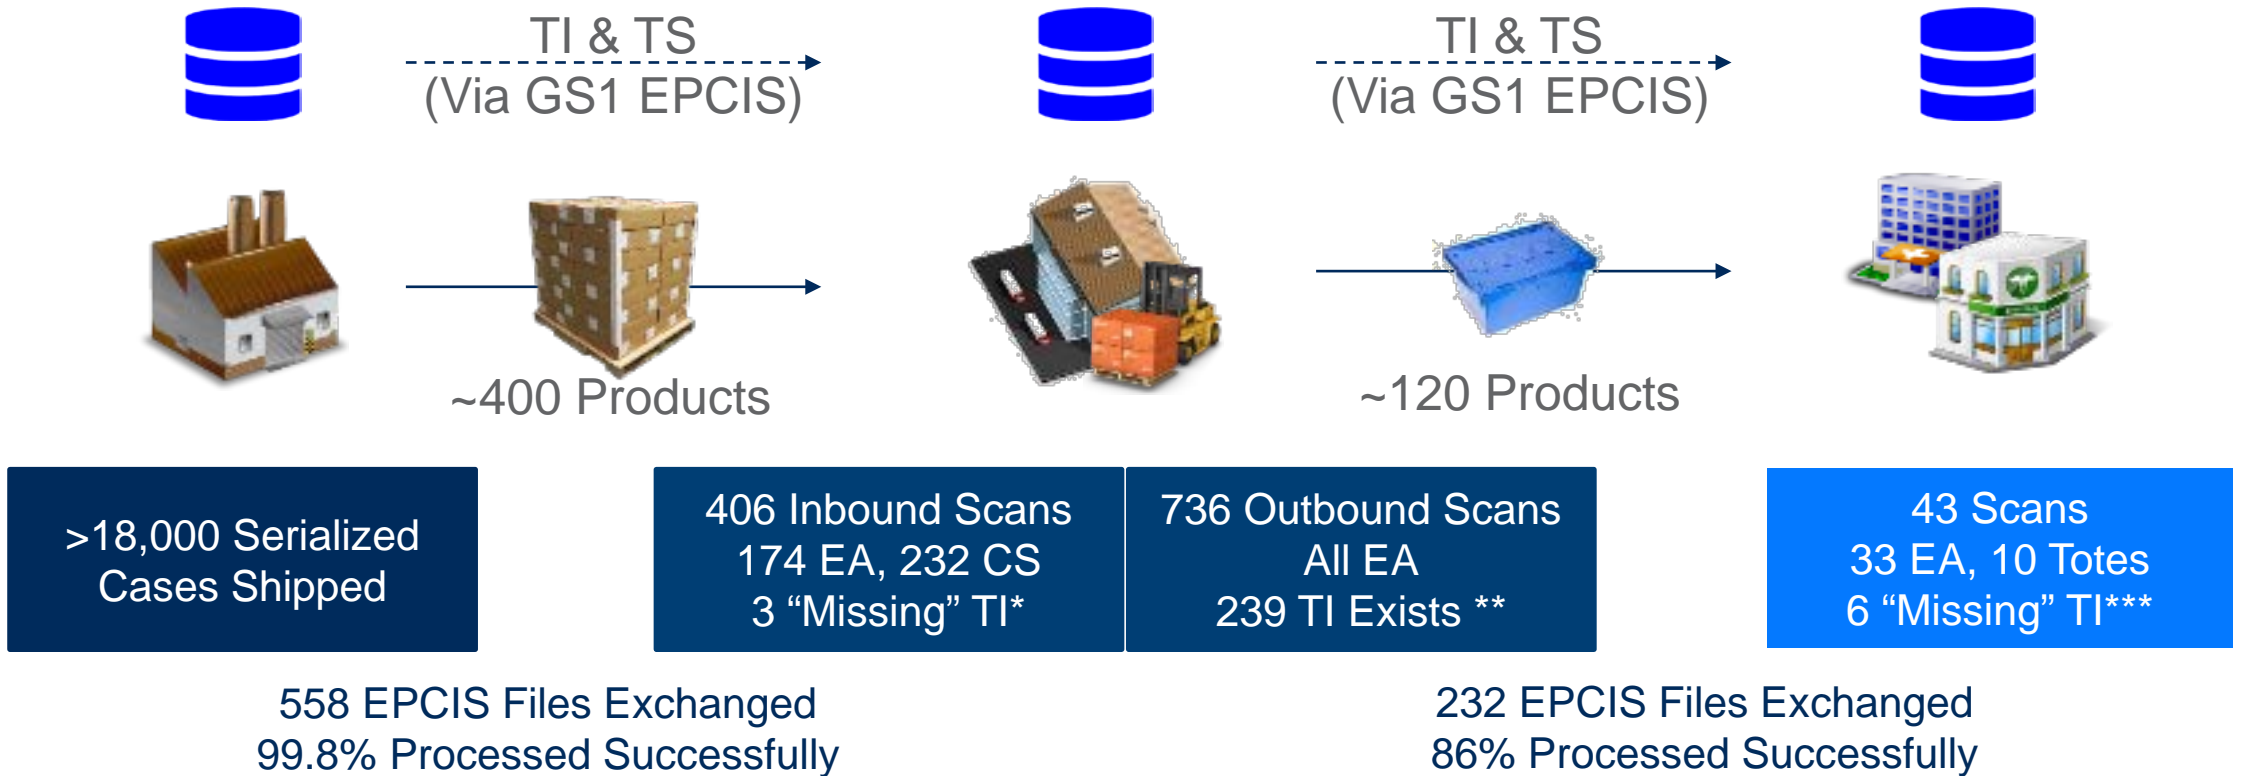 TI & TS
(Via GS1 EPCIS)
TI & TS
(Via GS1 EPCIS)
~400 Products
~120 Products
>18,000 Serialized
Cases Shipped
406 Inbound Scans
174 EA, 232 CS
3 “Missing” TI*
736 Outbound Scans
All EA
239 TI Exists **
43 Scans
33 EA, 10 Totes
6 “Missing” TI***
558 EPCIS Files Exchanged
99.8% Processed Successfully
232 EPCIS Files Exchanged
86% Processed Successfully